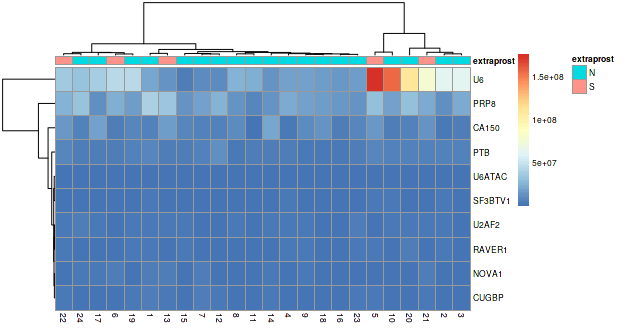 extraprost
U6
PRP8
CA150
PTB
U6ATAC
SF3BTV1
U2AF2
RAVER1
NOVA1
CUGBP
22 24 17 6 19 1 13 15 7 12 8 11 14 4 9 18 16 23 5 10 20 21 2 3
1.5e+08
1e+08
5e+07
extraprost
N
S